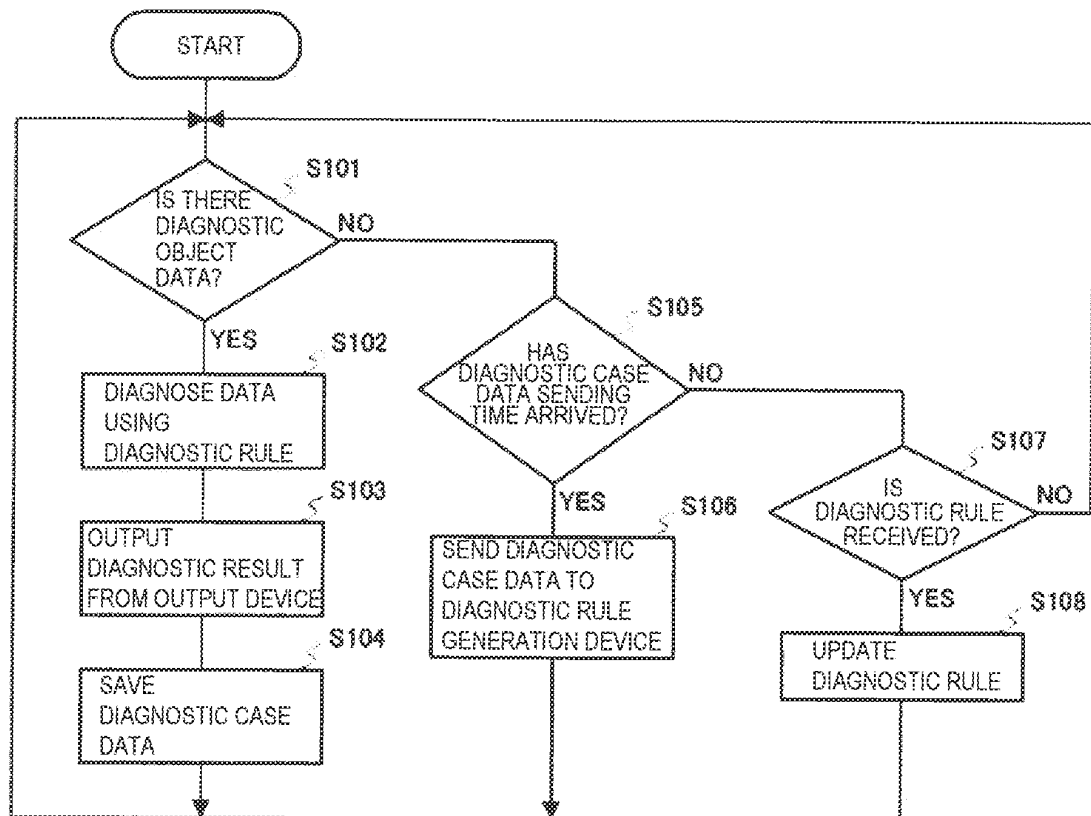 START
S101
IS THERE
DIAGNOSTIC
OBJECT
DATA?
NO
YES
S102
DIAGNOSE DATA
USING
DIAGNOSTIC RULE
S103
OUTPUT
DIAGNOSTIC RESULT
FROM OUTPUT DEVICE
S104
SAVE
DIAGNOSTIC CASE
DATA
S105
HAS
DIAGNOSTIC CASE
DATA SENDING
TIME ARRIVED?
NO
YES
S106
SEND DIAGNOSTIC
CASE DATA TO
DIAGNOSTIC RULE
GENERATION DEVICE
S107
IS
DIAGNOSTIC RULE
RECEIVED?
NO
YES
S108
UPDATE
DIAGNOSTIC RULE